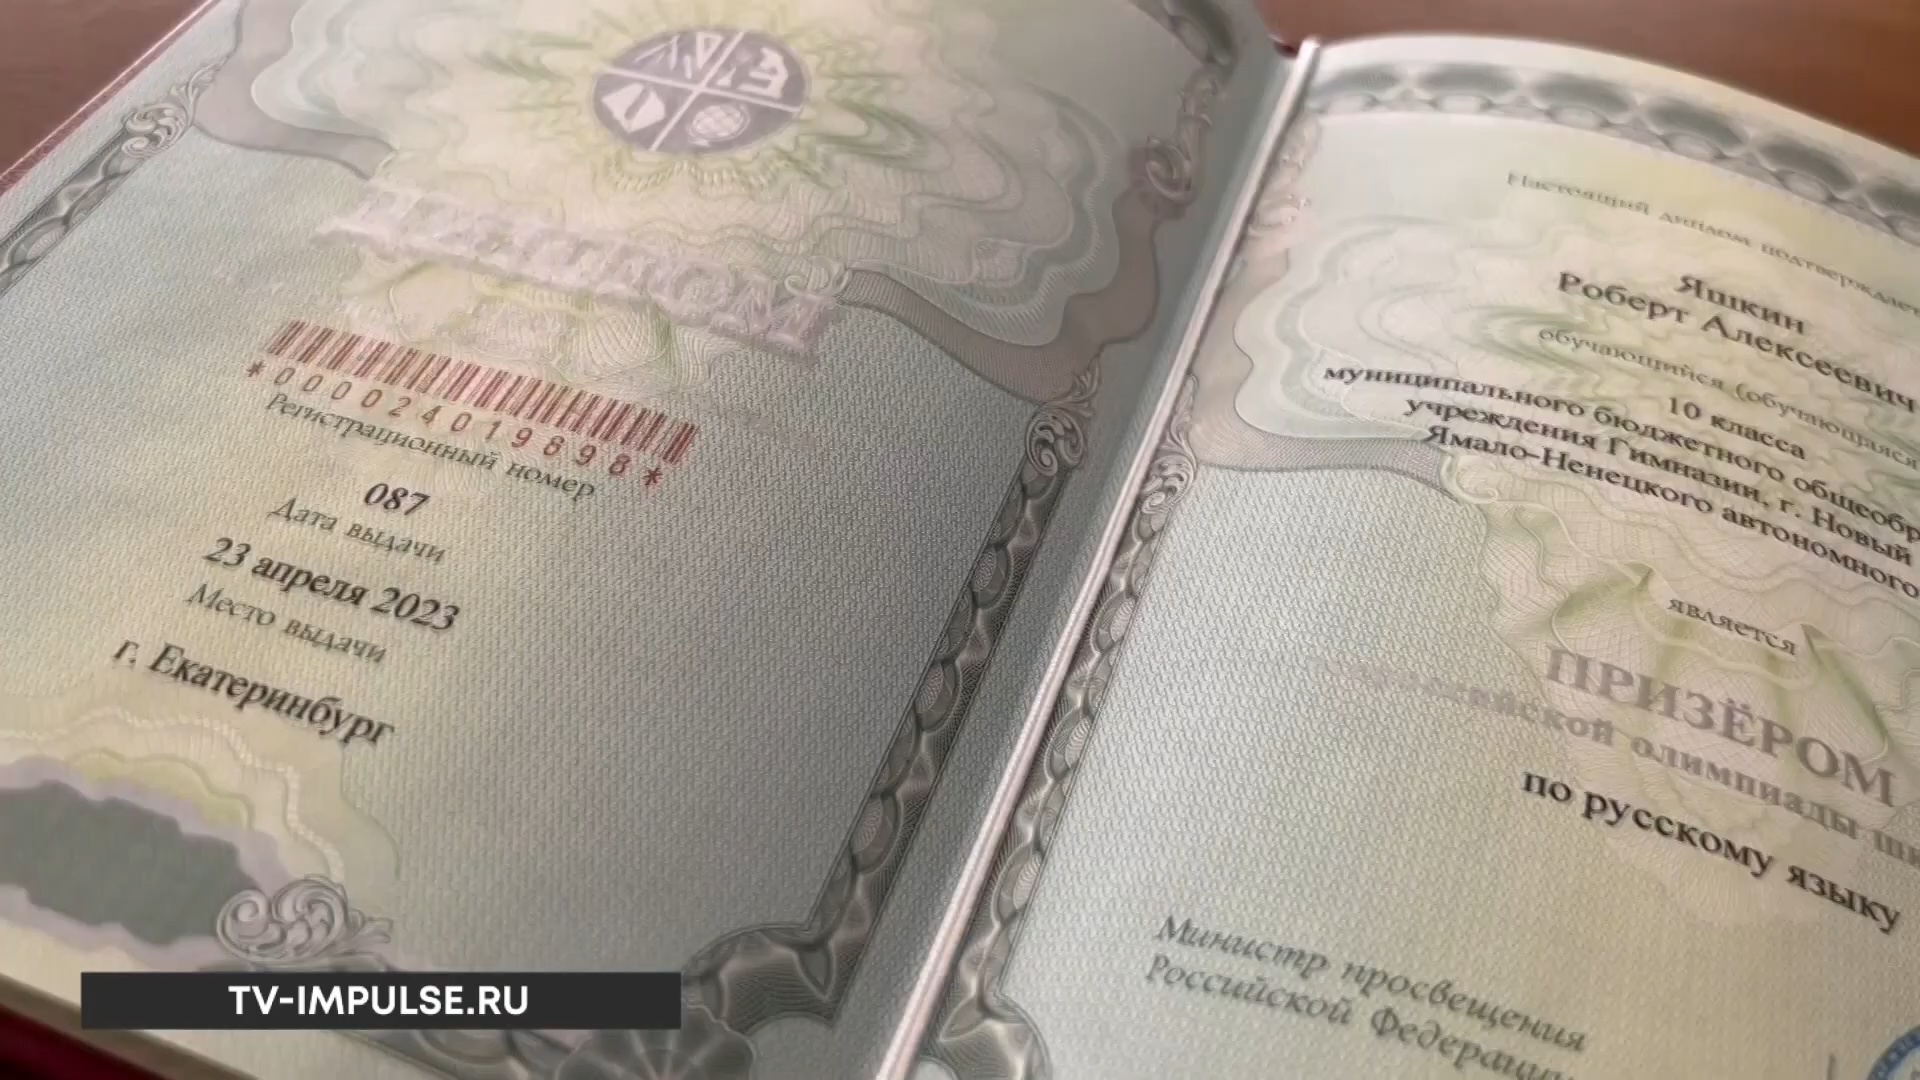 ДИПЛОМ
*000024019898*
Регистрационный номер
087
Дата выдачи
23 апреля 2023
Место выдачи
г. Екатеринбург
Настоящий диплом подтверждает
Яшкин
Роберт Алексеевич
обучающийся (обучающаяся
10 класса
муниципального бюджетного общеобр
учреждения Гимназии, г. Новый
Ямало-Ненецкого автономного
является
ПРИЗЁРОМ
олимпиады
по русскому языку
Министр просвещения
Российской Федерации
TV-IMPULSE.RU